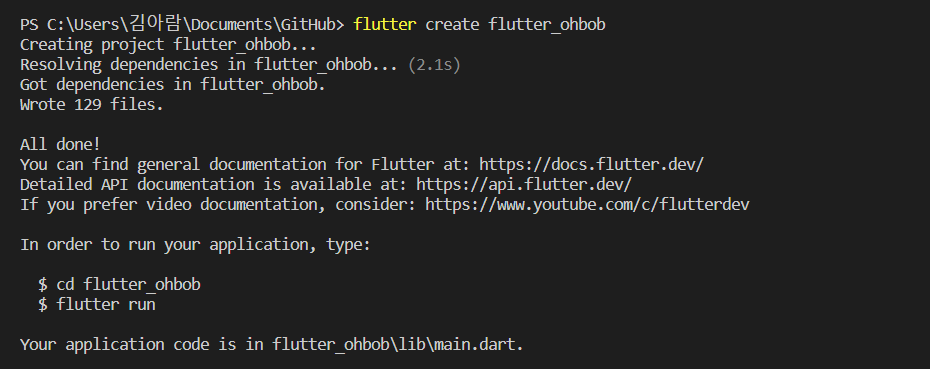 PS C:\Users\김아람\Documents\GitHub> flutter create flutter_ohbob
Creating project flutter_ohbob...
Resolving dependencies in flutter_ohbob... (2.1s)
Got dependencies in flutter_ohbob.
Wrote 129 files.

All done!
You can find general documentation for Flutter at: https://docs.flutter.dev/
Detailed API documentation is available at: https://api.flutter.dev/
If you prefer video documentation, consider: https://www.youtube.com/c/flutterdev

In order to run your application, type:

  $ cd flutter_ohbob
  $ flutter run

Your application code is in flutter_ohbob\lib\main.dart.